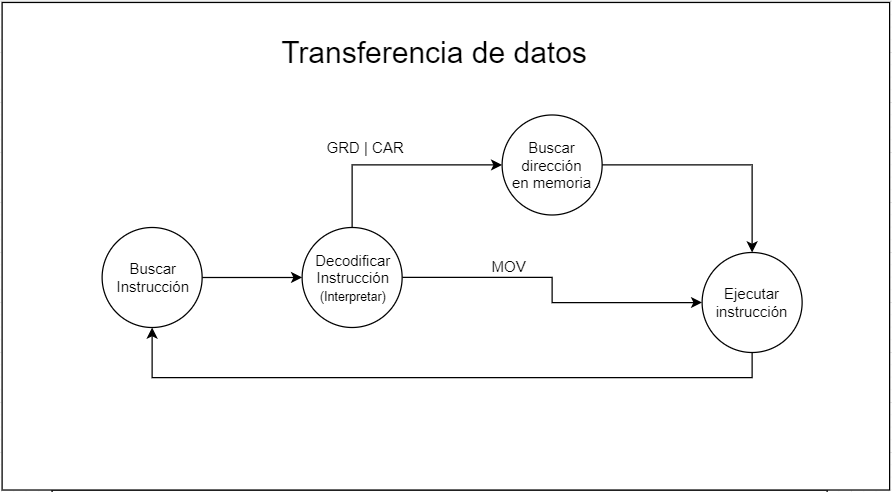 Transferencia de datos
GRD | CAR
Buscar
dirección
en memoria
Buscar
Instrucción
Decodificar
Instrucción
(Interpretar)
MOV
Ejecutar
instrucción